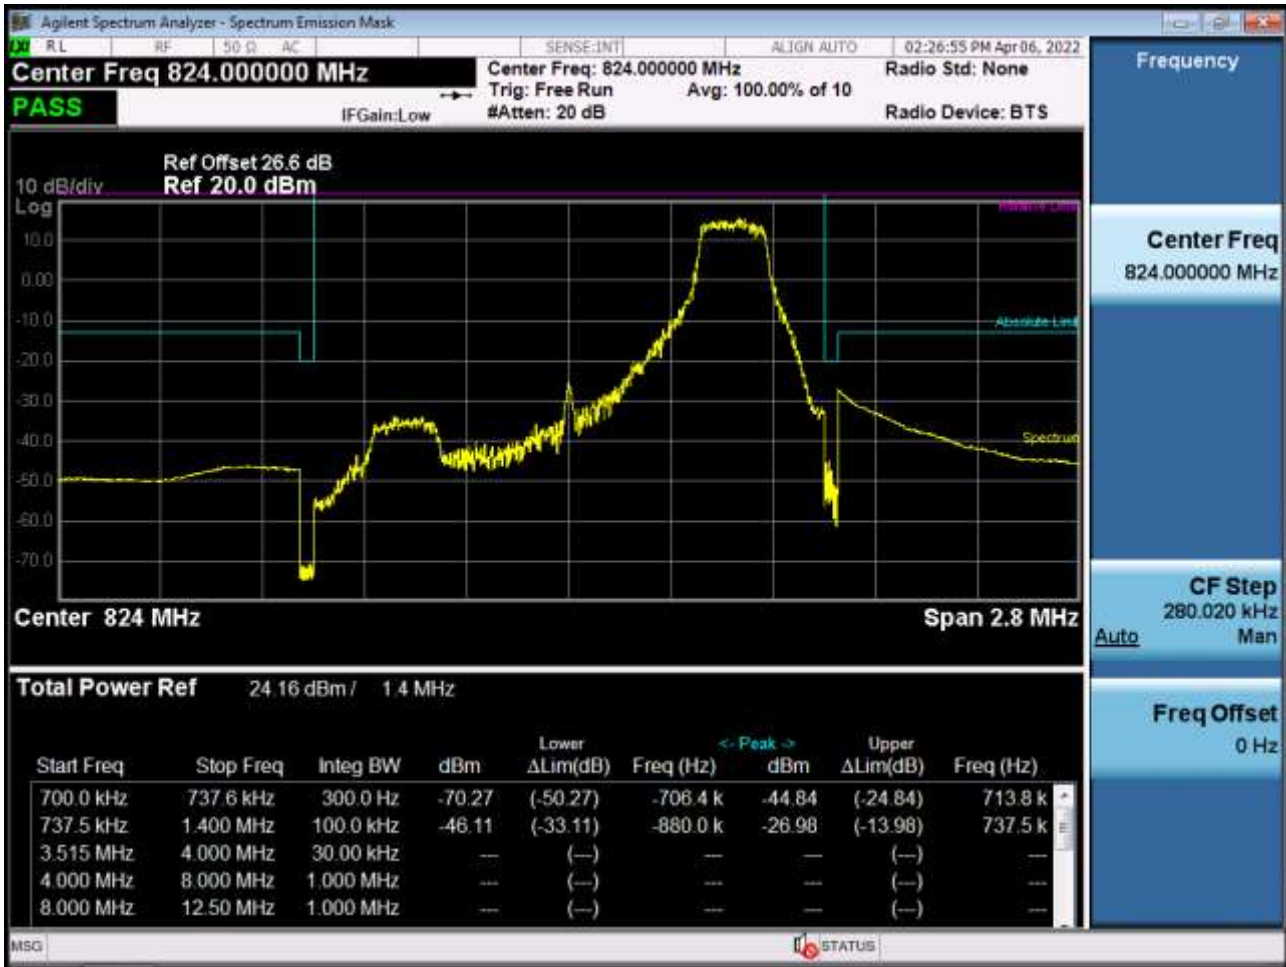 Agilent Spectrum Analyzer - Spectrum Emission Mask
RL RF 50 Ω AC SENSE:INT ALIGN AUTO 02:26:55 PM Apr 06, 2022
Center Freq 824.000000 MHz
Center Freq: 824.000000 MHz
Radio Std: None
Trig: Free Run
Avg: 100.00% of 10
PASS
IFGain:Low
#Atten: 20 dB
Radio Device: BTS
Ref Offset 26.6 dB
10 dB/div
Ref 20.0 dBm
Log
10.0
0.00
-10.0
Absolute Limit
-20.0
-30.0
-40.0
Spectrum
-50.0
-60.0
-70.0
Center 824 MHz
Span 2.8 MHz
Total Power Ref 24.16 dBm / 1.4 MHz
Lower <- Peak -> Upper
Start Freq Stop Freq Integ BW dBm ΔLim(dB) Freq (Hz) dBm ΔLim(dB) Freq (Hz)
700.0 kHz 737.6 kHz 300.0 Hz -70.27 (-50.27) -706.4 k -44.84 (-24.84) 713.8 k
737.5 kHz 1.400 MHz 100.0 kHz -46.11 (-33.11) -880.0 k -26.98 (-13.98) 737.5 k
3.515 MHz 4.000 MHz 30.00 kHz --- (---) --- --- (---) ---
4.000 MHz 8.000 MHz 1.000 MHz --- (---) --- --- (---) ---
8.000 MHz 12.50 MHz 1.000 MHz --- (---) --- --- (---) ---
MSG
STATUS
Frequency
Center Freq
824.000000 MHz
CF Step
280.020 kHz
Auto Man
Freq Offset
0 Hz